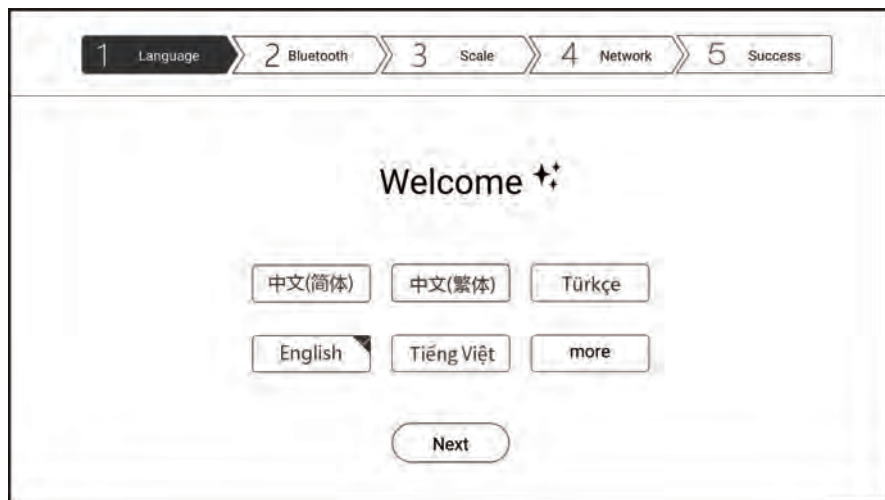 1 Language 2 Bluetooth 3 Scale 4 Network 5 Success
Welcome
中文(简体) 中文(繁体) Türkçe
English Tiếng Việt more
Next